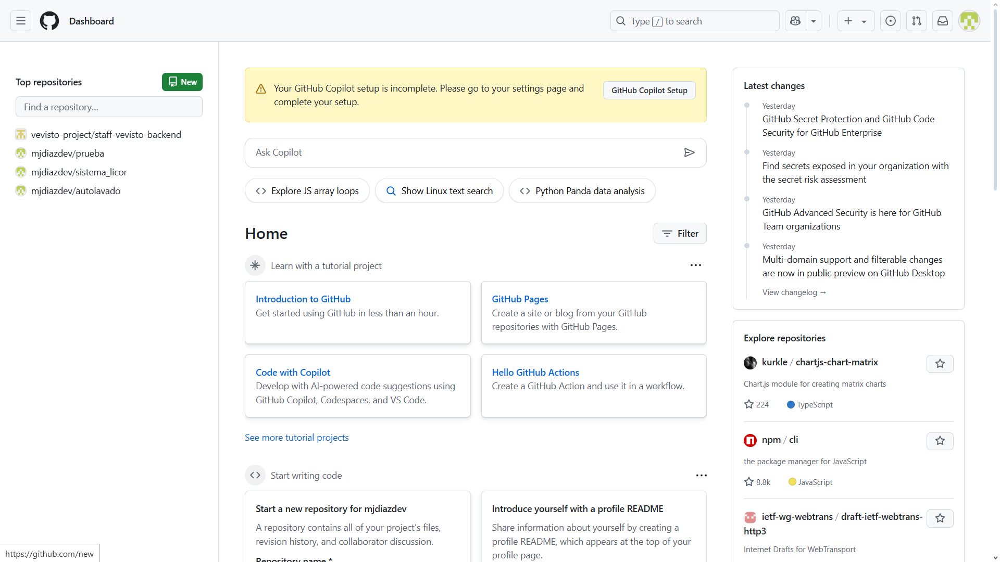 Dashboard
Type / to search
Top repositories
New
Find a repository...
vevisto-project/staff-vevisto-backend
mjdiazdev/prueba
mjdiazdev/sistema_licor
mjdiazdev/autolavado
Your GitHub Copilot setup is incomplete. Please go to your settings page and
complete your setup.
GitHub Copilot Setup
Ask Copilot
Explore JS array loops
Show Linux text search
Python Panda data analysis
Home
Filter
Learn with a tutorial project
Introduction to GitHub
Get started using GitHub in less than an hour.
GitHub Pages
Create a site or blog from your GitHub
repositories with GitHub Pages.
Code with Copilot
Develop with AI-powered code suggestions using
GitHub Copilot, Codespaces, and VS Code.
Hello GitHub Actions
Create a GitHub Action and use it in a workflow.
See more tutorial projects
Start writing code
Start a new repository for mjdiazdev
A repository contains all of your project's files,
revision history, and collaborator discussion.
Repository name *
Introduce yourself with a profile README
Share information about yourself by creating a
profile README, which appears at the top of your
profile page.
Latest changes
Yesterday
GitHub Secret Protection and GitHub Code
Security for GitHub Enterprise
Yesterday
Find secrets exposed in your organization with
the secret risk assessment
Yesterday
GitHub Advanced Security is here for GitHub
Team organizations
Yesterday
Multi-domain support and filterable changes
are now in public preview on GitHub Desktop
View changelog →
Explore repositories
kurkle / chartjs-chart-matrix
Chart.js module for creating matrix charts
224 TypeScript
npm / cli
the package manager for JavaScript
8.8k JavaScript
ietf-wg-webtrans / draft-ietf-webtrans-
http3
Internet Drafts for WebTransport
https://github.com/new